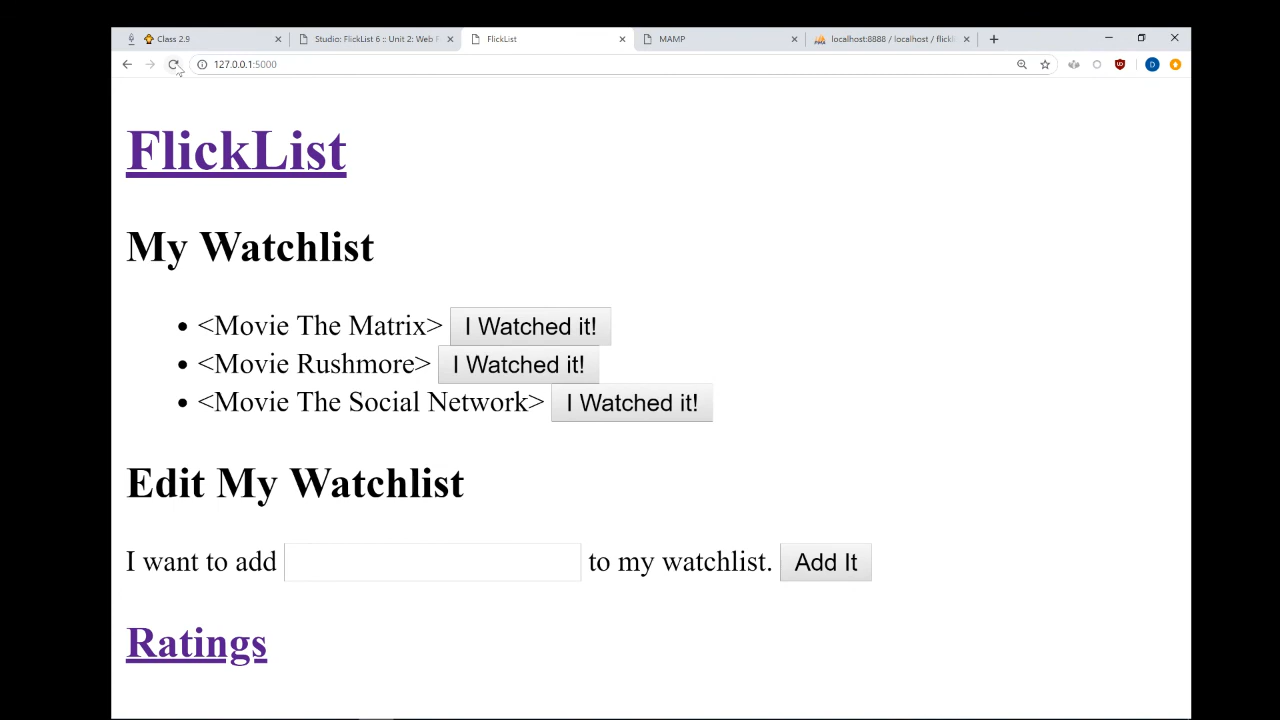 Class 2.9
Studio: FlickList 6 :: Unit 2: Web F
FlickList
MAMP
localhost:8888 / localhost / flickl
127.0.0.1:5000
FlickList
My Watchlist
<Movie The Matrix> I Watched it!
<Movie Rushmore> I Watched it!
<Movie The Social Network> I Watched it!
Edit My Watchlist
I want to add to my watchlist. Add It
Ratings